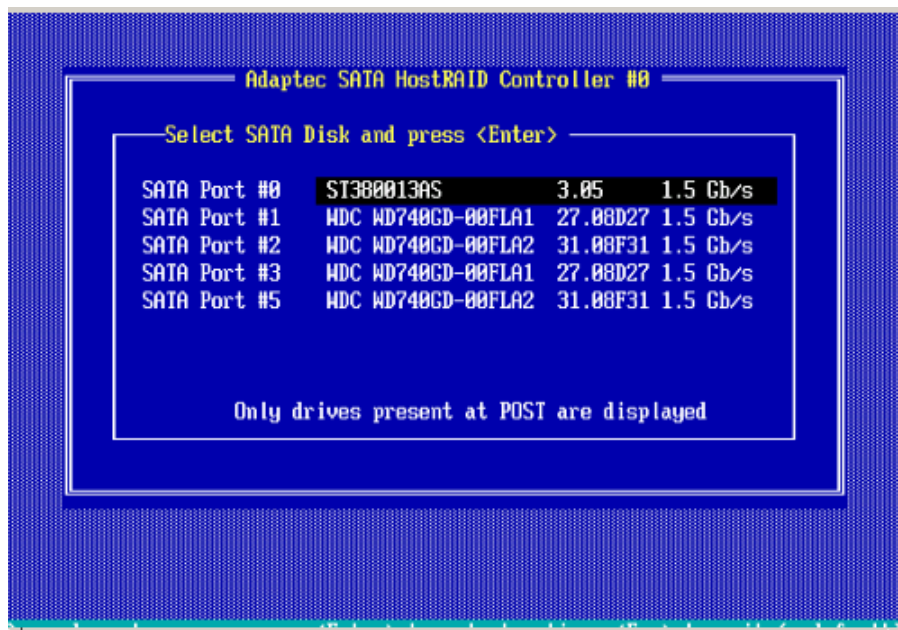 Adaptec SATA HostRAID Controller #0
Select SATA Disk and press <Enter>
SATA Port #0 ST380013AS 3.05 1.5 Gb/s
SATA Port #1 WDC WD740GD-00FLA1 27.08D27 1.5 Gb/s
SATA Port #2 WDC WD740GD-00FLA2 31.08F31 1.5 Gb/s
SATA Port #3 WDC WD740GD-00FLA1 27.08D27 1.5 Gb/s
SATA Port #5 WDC WD740GD-00FLA2 31.08F31 1.5 Gb/s
Only drives present at POST are displayed